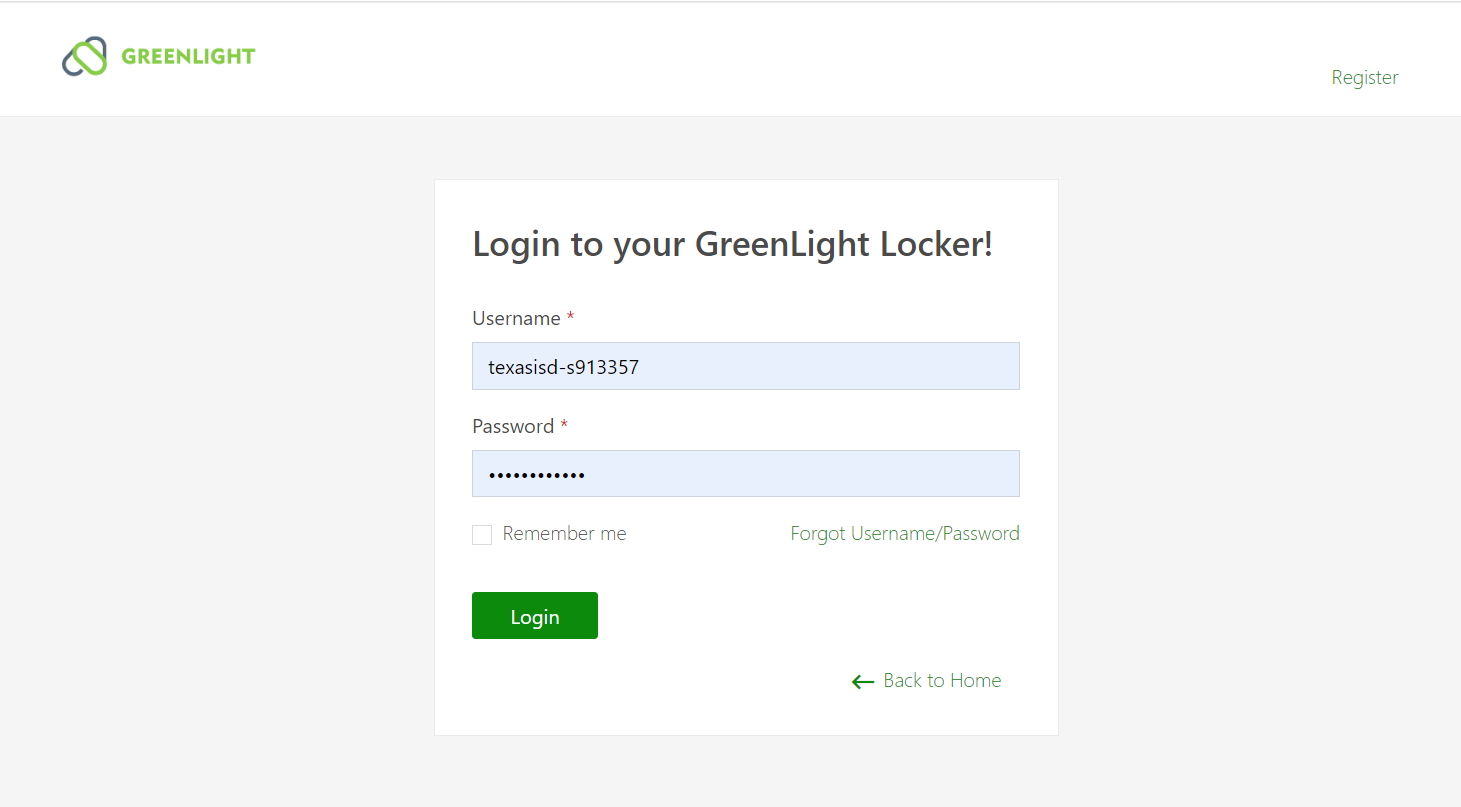 GREENLIGHT
Register
Login to your GreenLight Locker!
Username *
texasisd-s913357
Password *
••••••••••••
Remember me
Forgot Username/Password
Login
← Back to Home